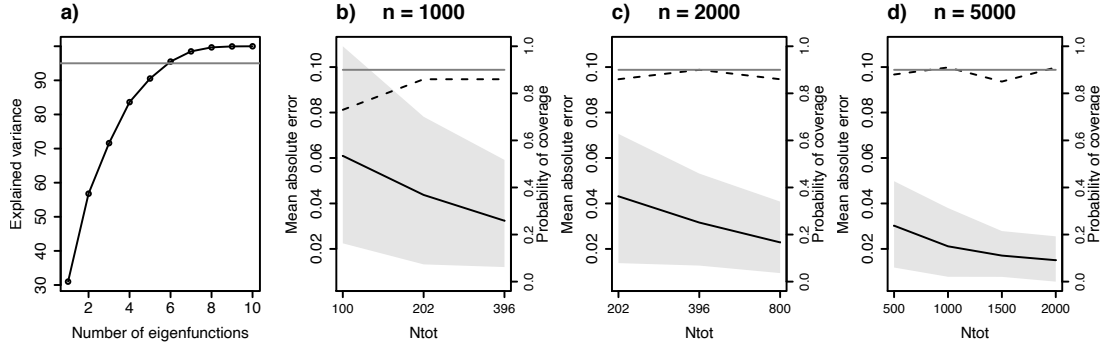 a)
Explained variance
30 40 50 60 70 80 90
2 4 6 8 10
Number of eigenfunctions
b) n = 1000
Mean absolute error
0.02 0.04 0.06 0.08 0.10
Probability of coverage
0.0 0.2 0.4 0.6 0.8 1.0
100 202 396
Ntot
c) n = 2000
Mean absolute error
0.02 0.04 0.06 0.08 0.10
Probability of coverage
0.0 0.2 0.4 0.6 0.8 1.0
202 396 800
Ntot
d) n = 5000
Mean absolute error
0.02 0.04 0.06 0.08 0.10
Probability of coverage
0.0 0.2 0.4 0.6 0.8 1.0
500 1000 1500 2000
Ntot